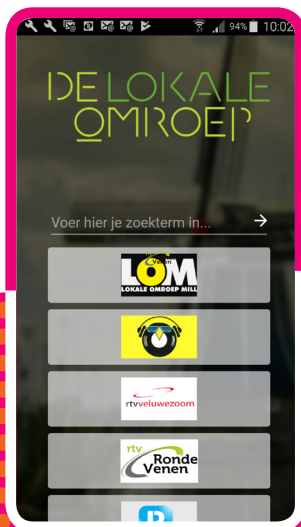 94% 10:02
DE LOKALE
OMROEP
Voer hier je zoekterm in...
LOM
LOKALE OMROEP MILL
rtvveluwezoom
rtv
Ronde
Venen